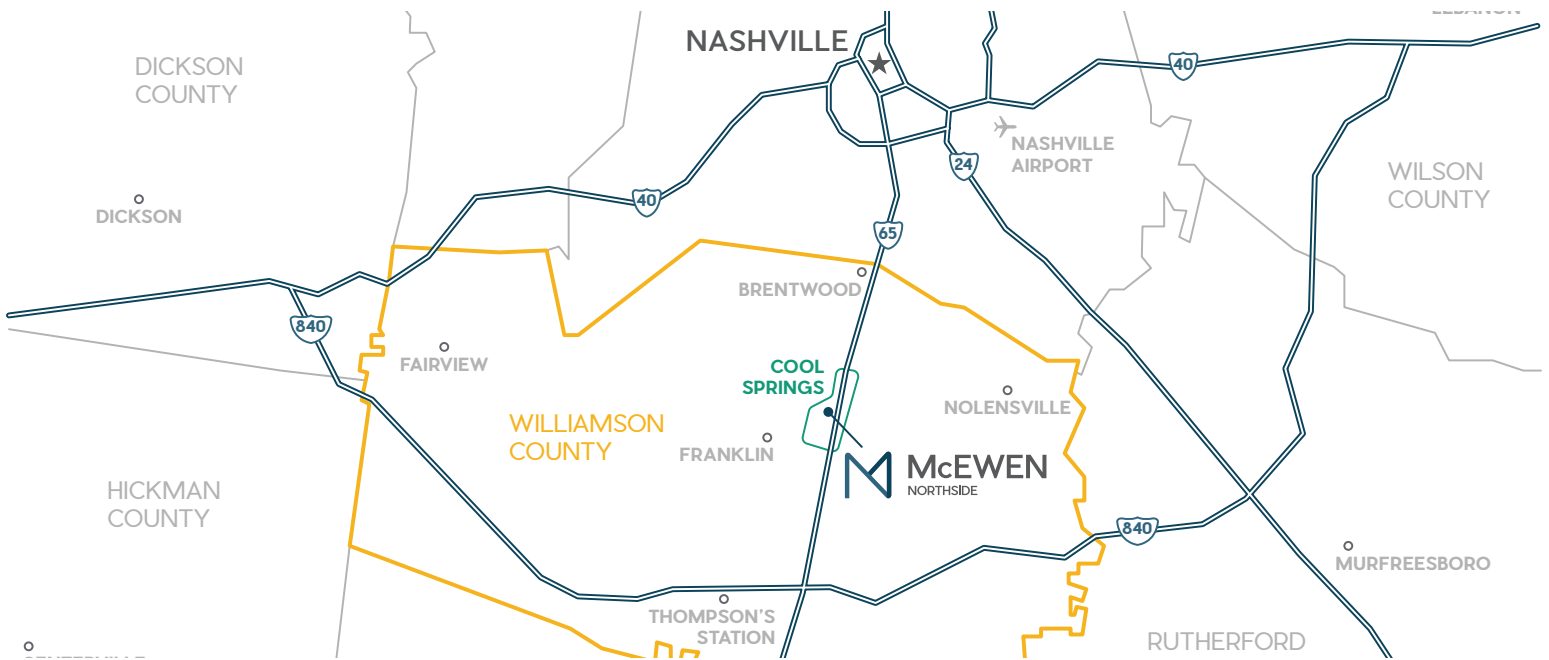 LEBANON
NASHVILLE
DICKSON
COUNTY
40
NASHVILLE
AIRPORT
24
WILSON
COUNTY
DICKSON
40
65
BRENTWOOD
840
FAIRVIEW
COOL
SPRINGS
NOLENSVILLE
WILLIAMSON
COUNTY
FRANKLIN
McEWEN
NORTHSIDE
HICKMAN
COUNTY
840
MURFREESBORO
THOMPSON'S
STATION
RUTHERFORD